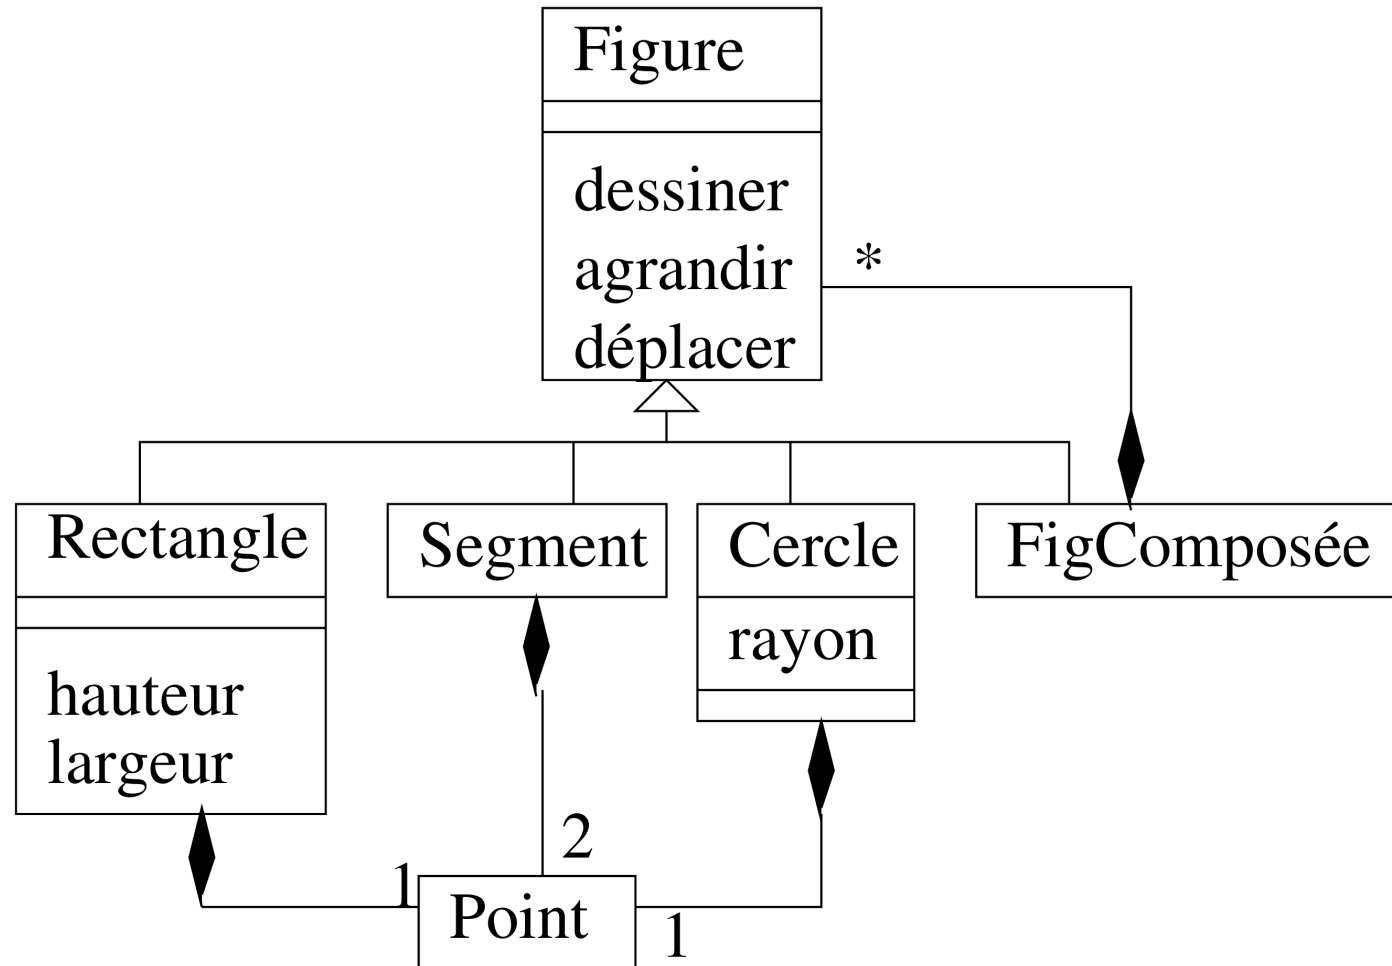 Figure
dessiner
agrandir
déplacer
*
Rectangle
hauteur
largeur
Segment
Cercle
rayon
FigComposée
1
2
Point
1